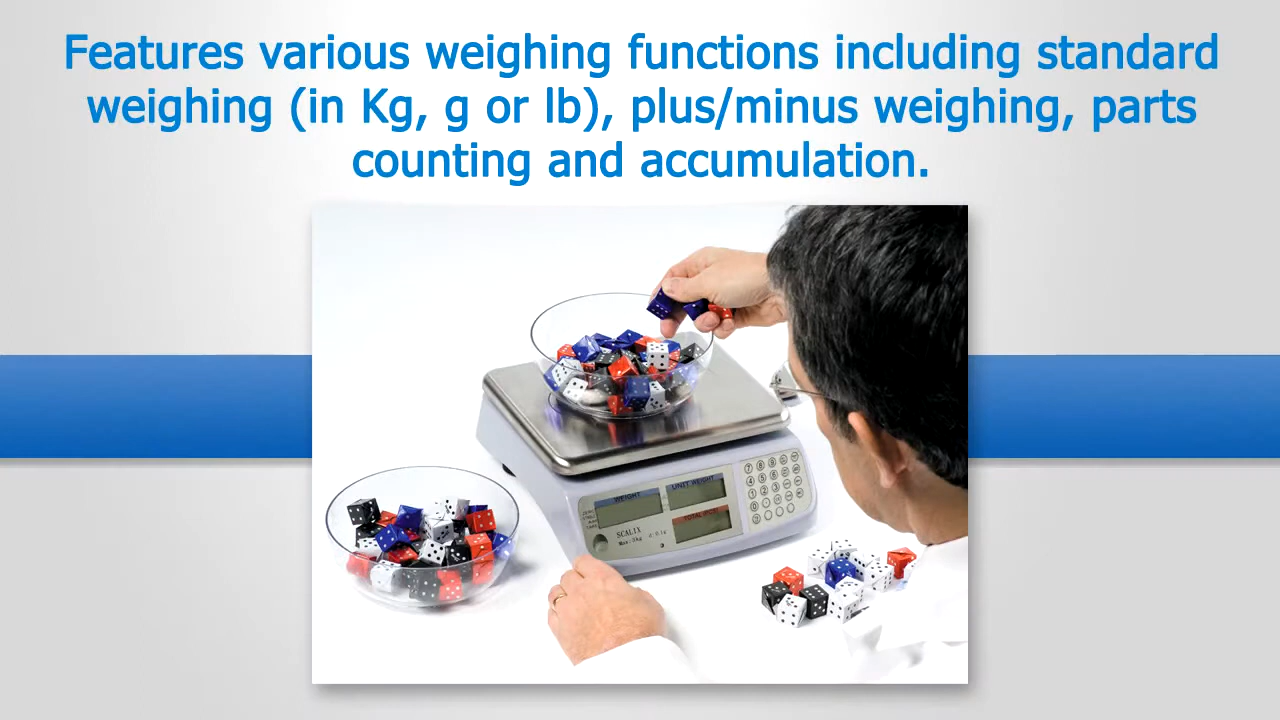 Features various weighing functions including standard
weighing (in Kg, g or lb), plus/minus weighing, parts
counting and accumulation.
WEIGHT
UNIT WEIGHT
SCALIX